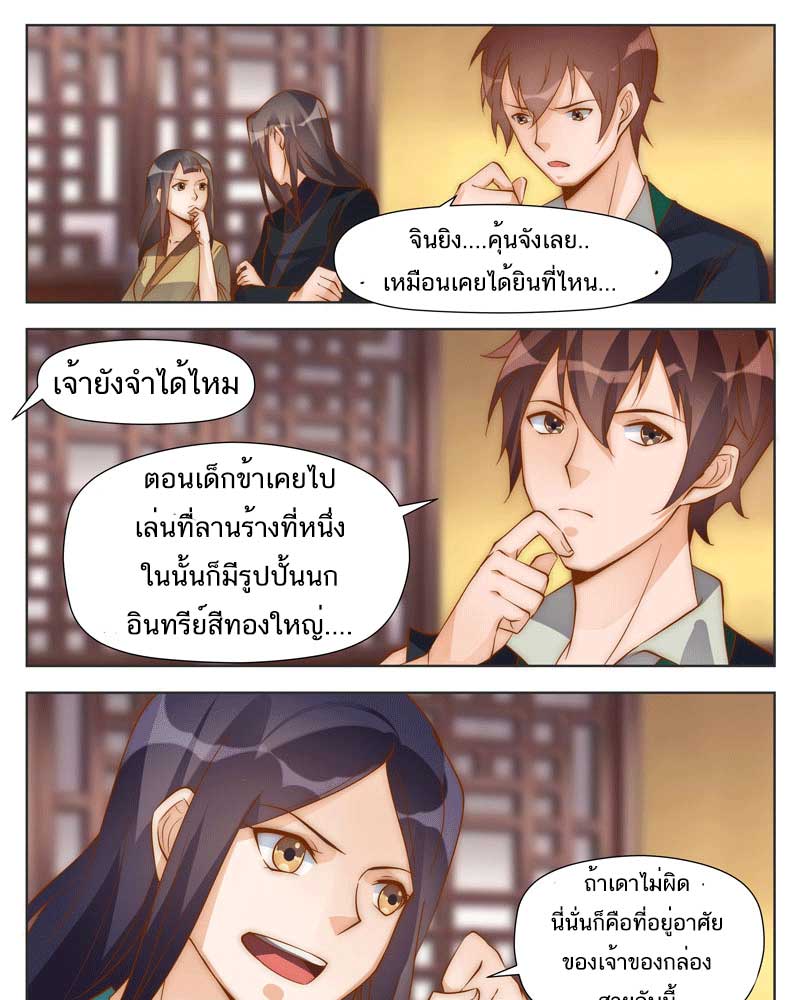 จินยิง....คุ้นจังเลย..
เหมือนเคยได้ยินที่ไหน...
เจ้ายังจำได้ไหม
ตอนเด็กข้าเคยไป
เล่นที่ลานร้างที่หนึ่ง
ในนั้นก็มีรูปปั้นนก
อินทรีย์สีทองใหญ่....
ถ้าเดาไม่ผิด
นี่นั่นก็คือที่อยู่อาศัย
ของเจ้าของกล่อง